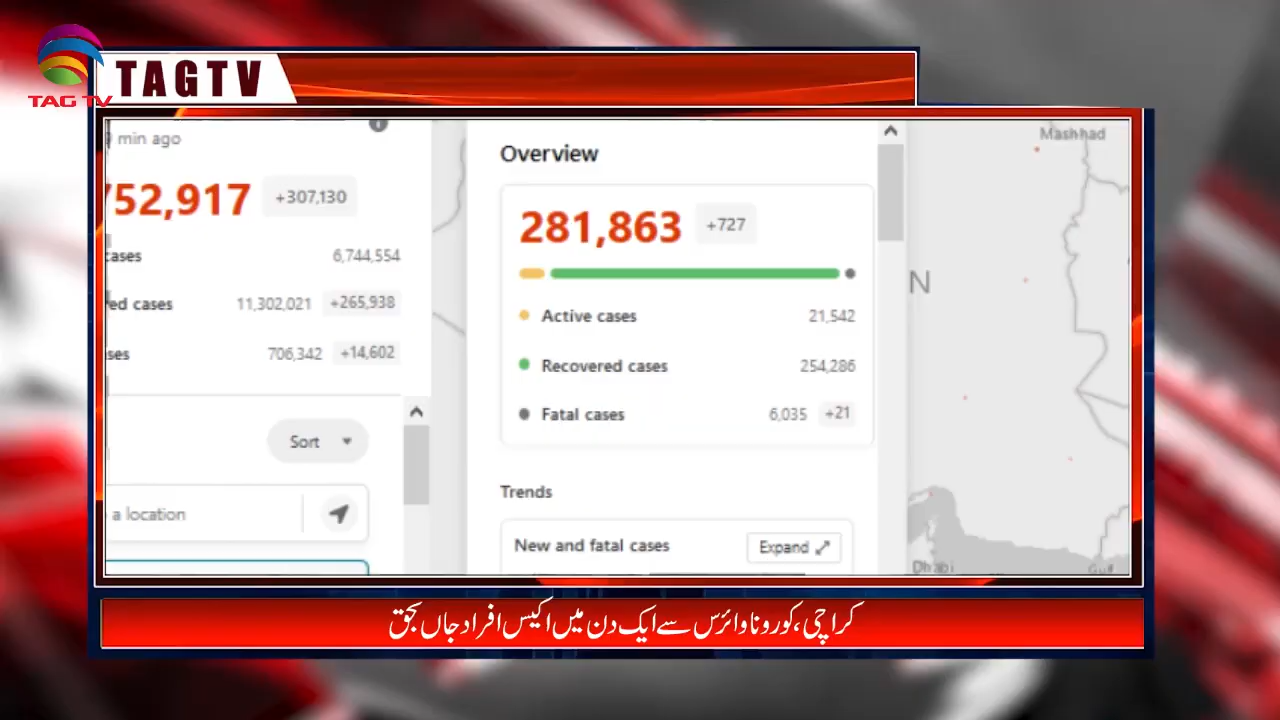 TAGTV
TAG TV
min ago
752,917 +307,130
cases 6,744,554
ed cases 11,302,021 +265,938
ses 706,342 +14,602
Sort
a location
Overview
281,863 +727
Active cases 21,542
Recovered cases 254,286
Fatal cases 6,035 +21
Trends
New and fatal cases Expand
Mashhad
N
Dhabi
Gulf
کراچی، کورونا وائرس سے ایک دن میں اکیس افراد جاں بحق